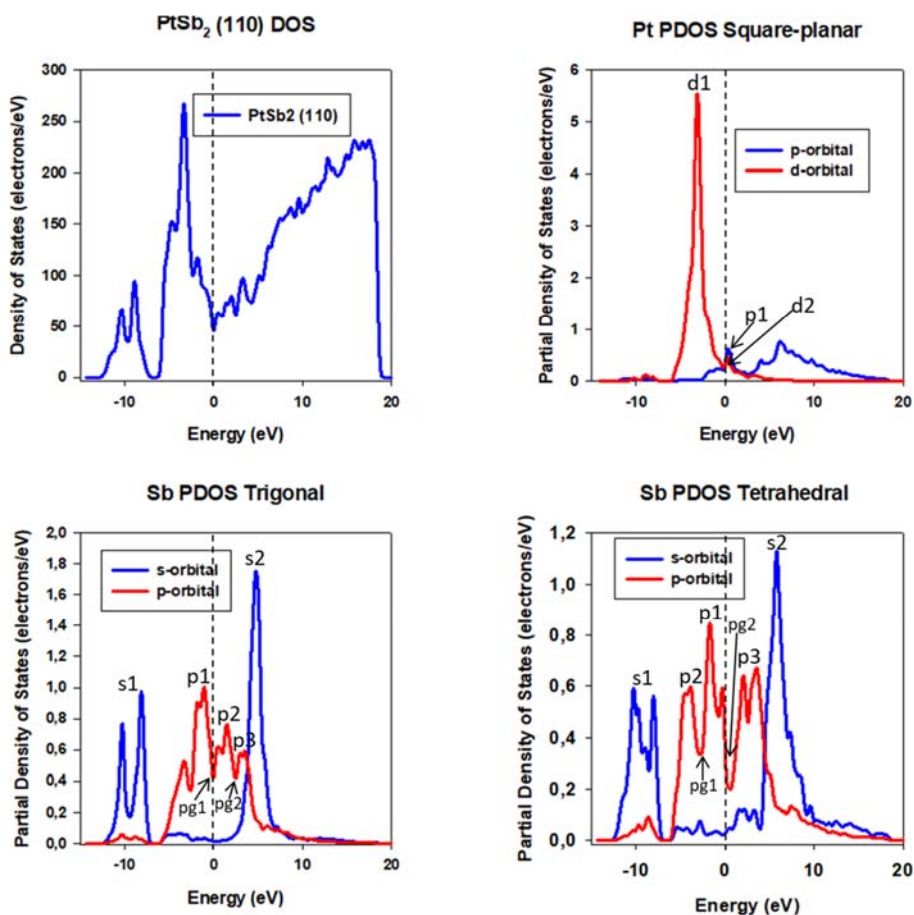 PtSb2 (110) DOS
Density of States (electrons/eV)
300
250
200
150
100
50
0
PtSb2 (110)
-10
0
10
20
Energy (eV)
Pt PDOS Square-planar
Partial Density of States (electrons/eV)
6
5
4
3
2
1
0
d1
p-orbital
d-orbital
p1
d2
-10
0
10
20
Energy (eV)
Sb PDOS Trigonal
Partial Density of States (electrons/eV)
2,0
1,8
1,6
1,4
1,2
1,0
0,8
0,6
0,4
0,2
0,0
s-orbital
p-orbital
s2
s1
p1
p2
p3
pg1
pg2
-10
0
10
20
Energy (eV)
Sb PDOS Tetrahedral
Partial Density of States (electrons/eV)
1,2
1,0
0,8
0,6
0,4
0,2
0,0
s-orbital
p-orbital
s2
p1
pg2
s1
p2
p3
pg1
-10
0
10
20
Energy (eV)